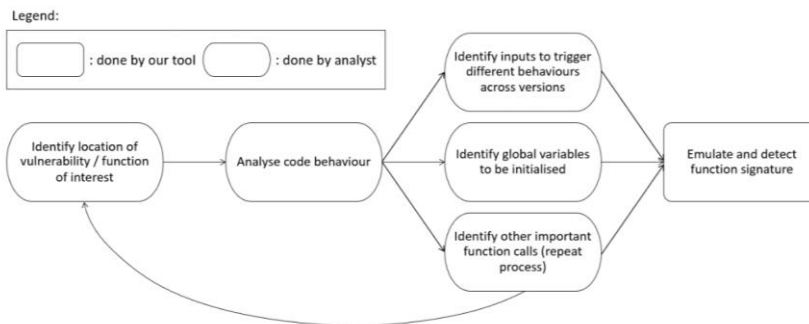 Legend:
: done by our tool
: done by analyst
Identify inputs to trigger
different behaviours
across versions
Identify location of
vulnerability / function
of interest
Analyse code behaviour
Identify global variables
to be initialised
Emulate and detect
function signature
Identify other important
function calls (repeat
process)